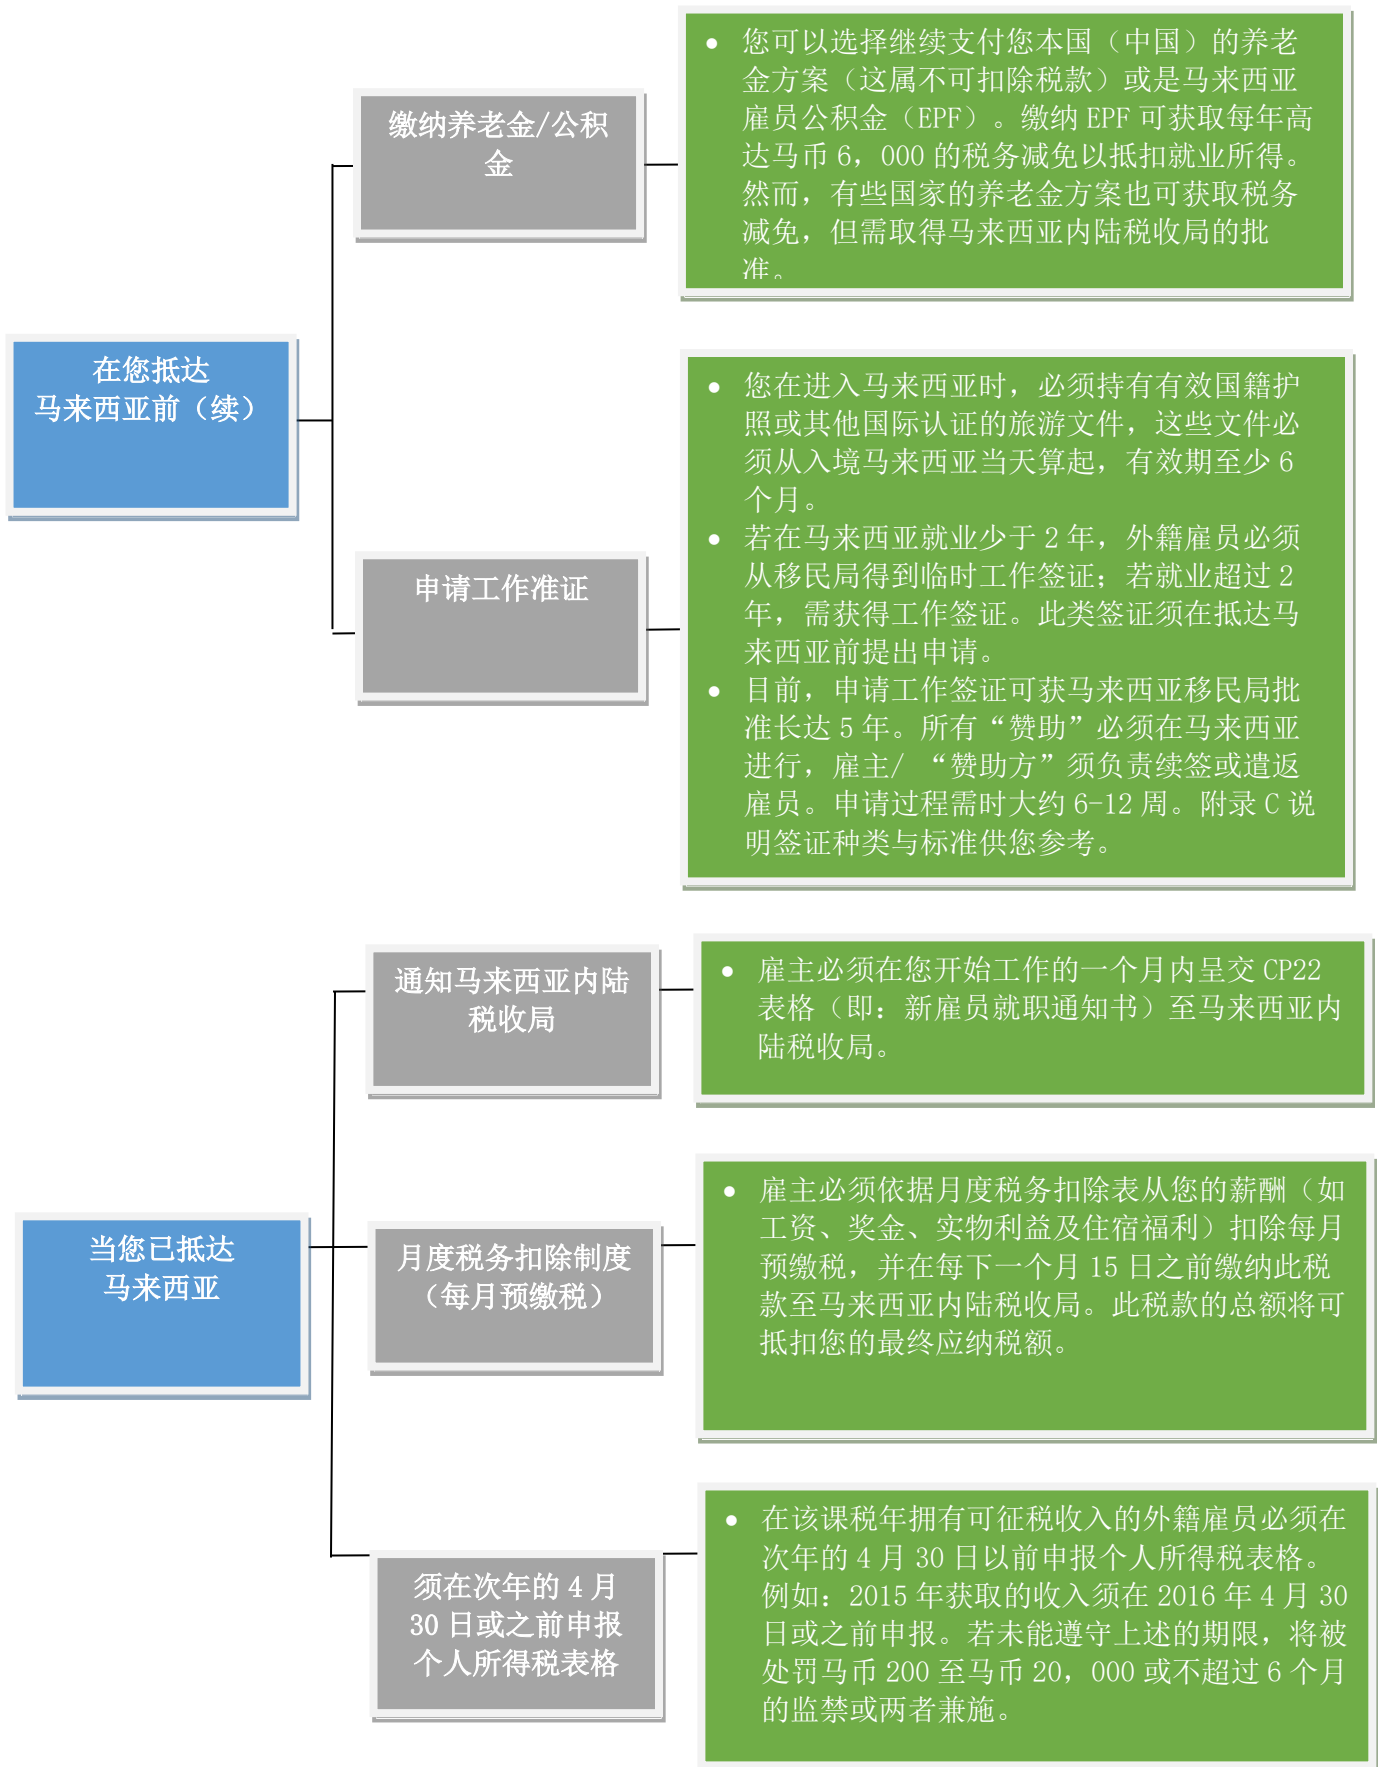 在您抵达
马来西亚前（续）
缴纳养老金/公积
金
• 您可以选择继续支付您本国（中国）的养老
金方案（这属不可扣除税款）或是马来西亚
雇员公积金（EPF）。缴纳 EPF 可获取每年高
达马币 6，000 的税务减免以抵扣就业所得。
然而，有些国家的养老金方案也可获取税务
减免，但需取得马来西亚内陆税收局的批
准。
申请工作准证
• 您在进入马来西亚时，必须持有有效国籍护
照或其他国际认证的旅游文件，这些文件必
须从入境马来西亚当天算起，有效期至少 6
个月。
• 若在马来西亚就业少于 2 年，外籍雇员必须
从移民局得到临时工作签证；若就业超过 2
年，需获得工作签证。此类签证须在抵达马
来西亚前提出申请。
• 目前，申请工作签证可获马来西亚移民局批
准长达 5 年。所有“赞助”必须在马来西亚
进行，雇主/ “赞助方”须负责续签或遣返
雇员。申请过程需时大约 6-12 周。附录 C 说
明签证种类与标准供您参考。
当您已抵达
马来西亚
通知马来西亚内陆
税收局
• 雇主必须在您开始工作的一个月内呈交 CP22
表格（即：新雇员就职通知书）至马来西亚内
陆税收局。
月度税务扣除制度
（每月预缴税）
• 雇主必须依据月度税务扣除表从您的薪酬（如
工资、奖金、实物利益及住宿福利）扣除每月
预缴税，并在每下一个月 15 日之前缴纳此税
款至马来西亚内陆税收局。此税款的总额将可
抵扣您的最终应纳税额。
须在次年的 4 月
30 日或之前申报
个人所得税表格
• 在该课税年拥有可征税收入的外籍雇员必须在
次年的 4 月 30 日以前申报个人所得税表格。
例如：2015 年获取的收入须在 2016 年 4 月 30
日或之前申报。若未能遵守上述的期限，将被
处罚马币 200 至马币 20，000 或不超过 6 个月
的监禁或两者兼施。